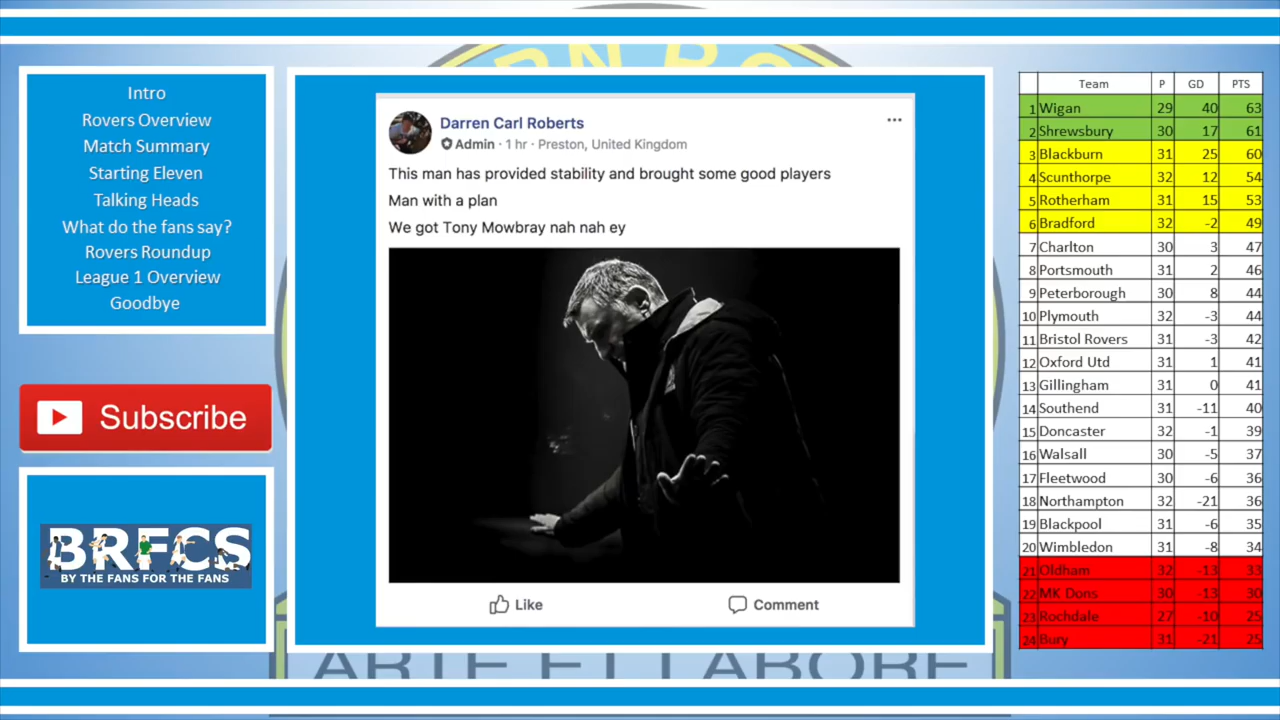 RN RO
Intro
Rovers Overview
Match Summary
Starting Eleven
Talking Heads
What do the fans say?
Rovers Roundup
League 1 Overview
Goodbye
Subscribe
BRFCS
BY THE FANS FOR THE FANS
Darren Carl Roberts
Admin · 1 hr · Preston, United Kingdom
This man has provided stability and brought some good players
Man with a plan
We got Tony Mowbray nah nah ey
Like Comment
Team P GD PTS
1 Wigan 29 40 63
2 Shrewsbury 30 17 61
3 Blackburn 31 25 60
4 Scunthorpe 32 12 54
5 Rotherham 31 15 53
6 Bradford 32 -2 49
7 Charlton 30 3 47
8 Portsmouth 31 2 46
9 Peterborough 30 8 44
10 Plymouth 32 -3 44
11 Bristol Rovers 31 -3 42
12 Oxford Utd 31 1 41
13 Gillingham 31 0 41
14 Southend 31 -11 40
15 Doncaster 32 -1 39
16 Walsall 30 -5 37
17 Fleetwood 30 -6 36
18 Northampton 32 -21 36
19 Blackpool 31 -6 35
20 Wimbledon 31 -8 34
21 Oldham 32 -13 33
22 MK Dons 30 -13 30
23 Rochdale 27 -10 25
24 Bury 31 -21 25
ARTE ET LABORE